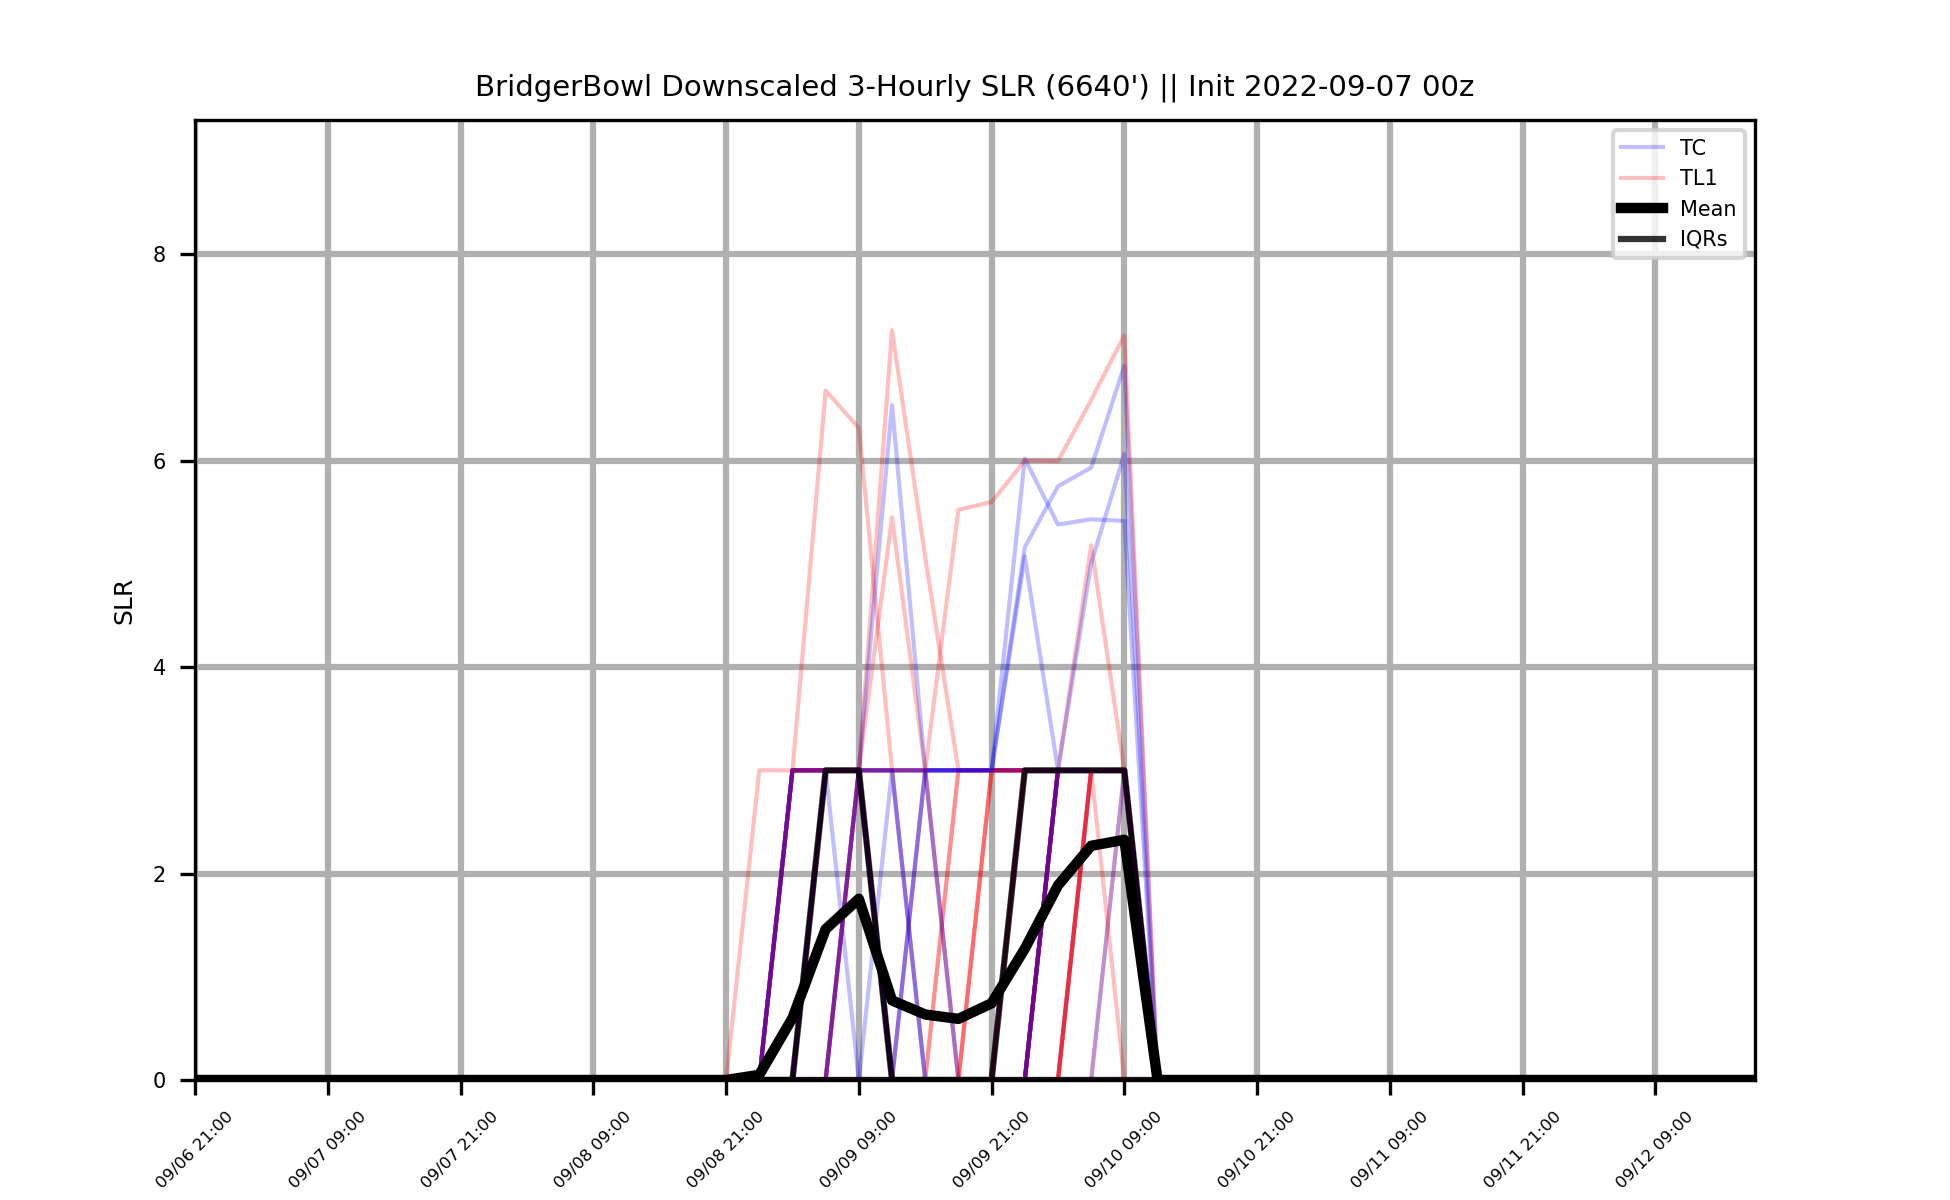 BridgerBowl Downscaled 3-Hourly SLR (6640') || Init 2022-09-07 00z
TC
TL1
Mean
IQRs
8
6
4
2
0
SLR
09/06 21:00
09/07 09:00
09/07 21:00
09/08 09:00
09/08 21:00
09/09 09:00
09/09 21:00
09/10 09:00
09/10 21:00
09/11 09:00
09/11 21:00
09/12 09:00